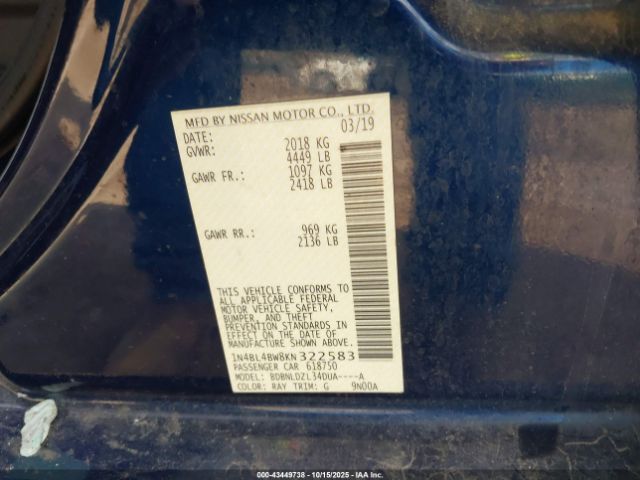 MFD BY NISSAN MOTOR CO., LTD.
DATE: 03/19
GVWR: 2018 KG
4449 LB
GAWR FR.: 1097 KG
2418 LB
GAWR RR.: 969 KG
2136 LB
THIS VEHICLE CONFORMS TO
ALL APPLICABLE FEDERAL
MOTOR VEHICLE SAFETY,
BUMPER, AND THEFT
PREVENTION STANDARDS IN
EFFECT ON THE DATE OF
MANUFACTURE SHOWN ABOVE.
1N4BL4BW8KN322583
PASSENGER CAR 618750
MODEL: BDBNLDZL34DUA----A
COLOR: RAY TRIM: G 9N00A
000-43449738 - 10/15/2025 - IAA Inc.